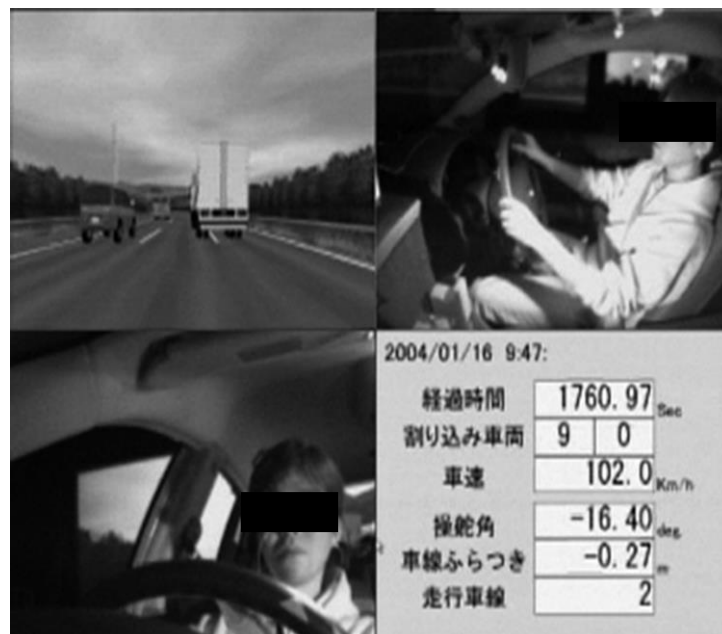 2004/01/16 9:47:
経過時間 1760.97 Sec
割り込み車両 9 0
車速 102.0 Km/h
操舵角 -16.40 deg
車線ふらつき -0.27 m
走行車線 2